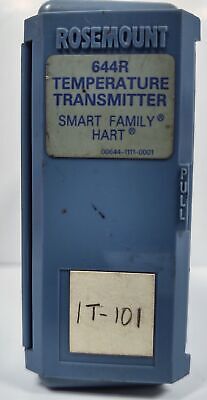 ROSEMOUNT
644R
TEMPERATURE
TRANSMITTER
SMART FAMILY®
HART®
00644-1111-0001
PULL
IT-101